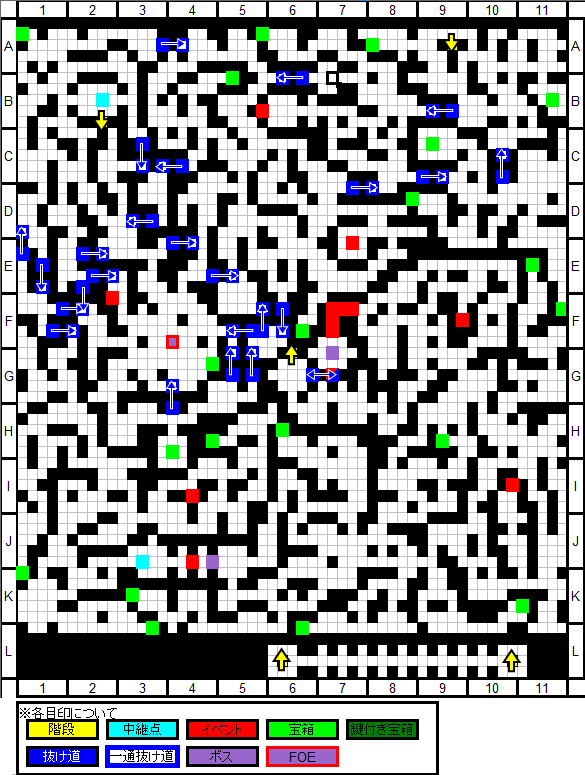 1 2 3 4 5 6 7 8 9 10 11
A A
B B
C C
D D
E E
F F
G G
H H
I I
J J
K K
L L
1 2 3 4 5 6 7 8 9 10 11
※各目印について
階段 中継点 イベント 宝箱 鍵付き宝箱
抜け道 一通抜け道 ボス FOE